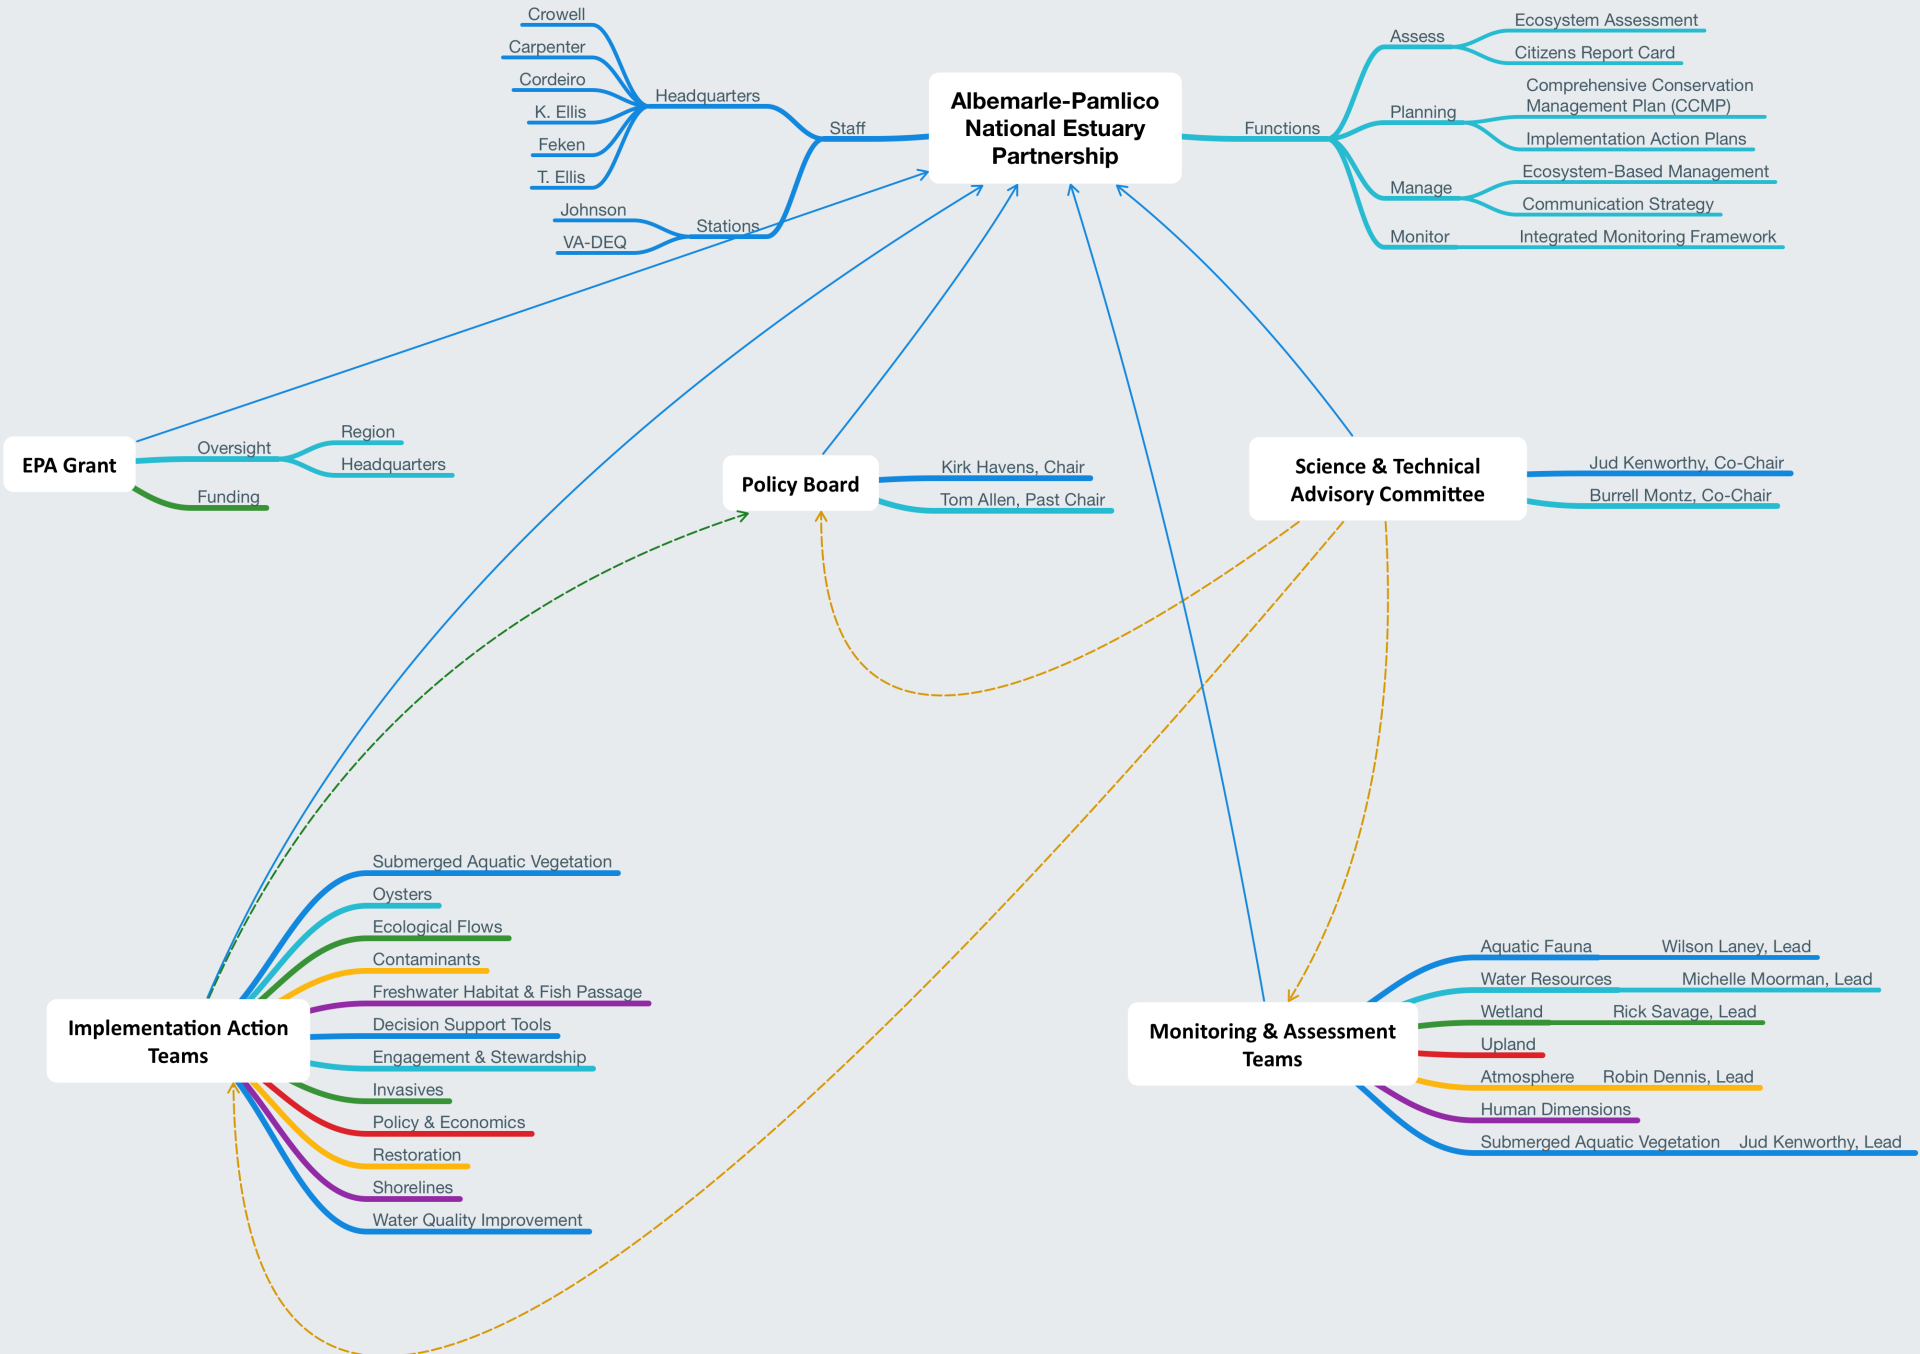 Crowell
Carpenter
Cordeiro
K. Ellis
Feken
T. Ellis
Headquarters
Johnson
VA-DEQ
Stations
Staff
Albemarle-Pamlico
National Estuary
Partnership
Functions
Assess
Ecosystem Assessment
Citizens Report Card
Planning
Comprehensive Conservation
Management Plan (CCMP)
Implementation Action Plans
Manage
Ecosystem-Based Management
Communication Strategy
Monitor
Integrated Monitoring Framework
EPA Grant
Oversight
Region
Headquarters
Funding
Policy Board
Kirk Havens, Chair
Tom Allen, Past Chair
Science & Technical
Advisory Committee
Jud Kenworthy, Co-Chair
Burrell Montz, Co-Chair
Implementation Action
Teams
Submerged Aquatic Vegetation
Oysters
Ecological Flows
Contaminants
Freshwater Habitat & Fish Passage
Decision Support Tools
Engagement & Stewardship
Invasives
Policy & Economics
Restoration
Shorelines
Water Quality Improvement
Monitoring & Assessment
Teams
Aquatic Fauna
Wilson Laney, Lead
Water Resources
Michelle Moorman, Lead
Wetland
Rick Savage, Lead
Upland
Atmosphere
Robin Dennis, Lead
Human Dimensions
Submerged Aquatic Vegetation
Jud Kenworthy, Lead